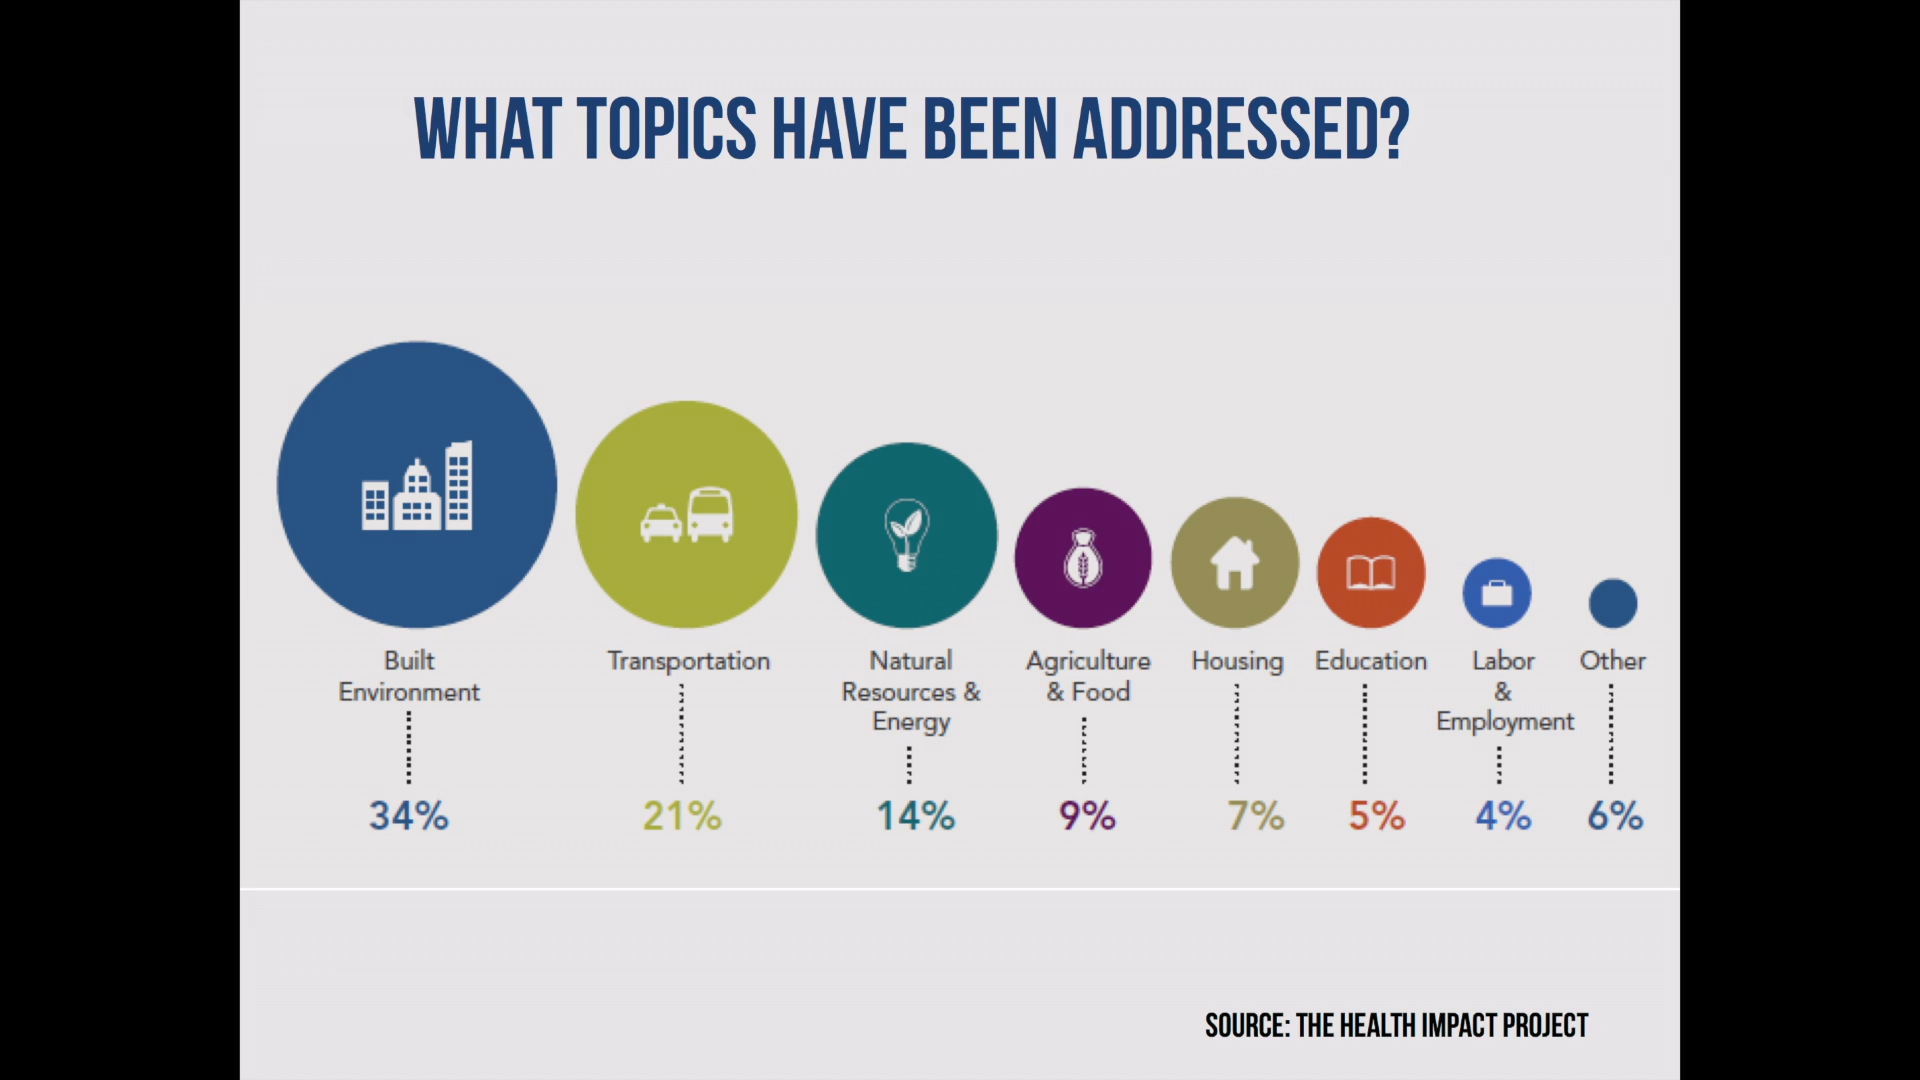 WHAT TOPICS HAVE BEEN ADDRESSED?
Built
Environment
34%
Transportation
21%
Natural
Resources &
Energy
14%
Agriculture
& Food
9%
Housing
7%
Education
5%
Labor
&
Employment
4%
Other
6%
SOURCE: THE HEALTH IMPACT PROJECT